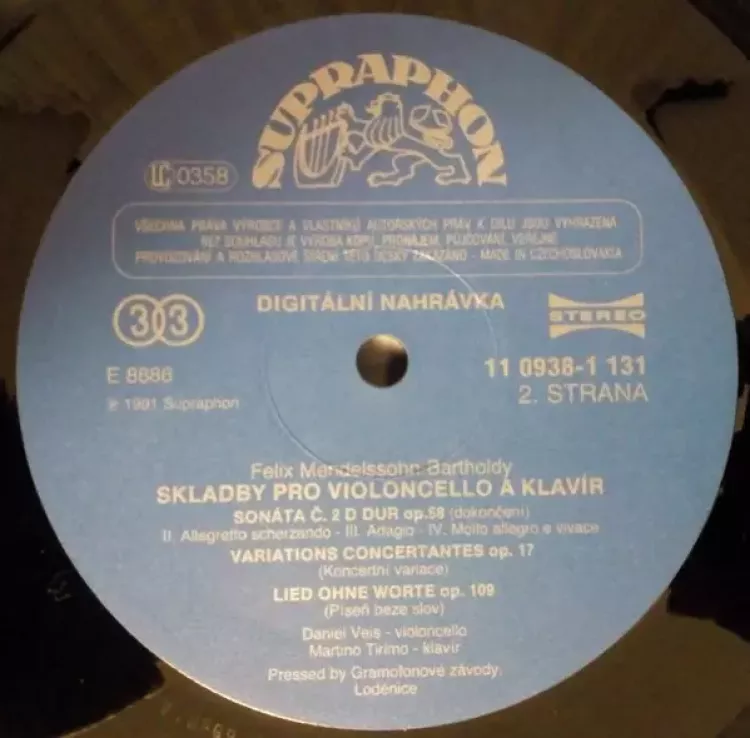 SUPRAPHON
LC 0358
VŠECHNA PRÁVA VÝROBCE A VLASTNÍKŮ AUTORSKÝCH PRÁV K DÍLU JSOU VYHRAZENA
BEZ SOUHLASU JE VÝROBA KOPIÍ, PRONÁJEM, PŮJČOVÁNÍ, VEŘEJNÉ
PROVOZOVÁNÍ A ROZHLASOVÉ ŠÍŘENÍ TÉTO DESKY ZAKÁZÁNO - MADE IN CZECHOSLOVAKIA
DIGITÁLNÍ NAHRÁVKA
33
STEREO
E 8686
11 0938-1 131
℗ 1991 Supraphon
2. STRANA
Felix Mendelssohn Bartholdy
SKLADBY PRO VIOLONCELLO A KLAVÍR
SONÁTA Č. 2 D DUR op.58 (dokončení)
II. Allegretto scherzando - III. Adagio - IV. Molto allegro e vivace
VARIATIONS CONCERTANTES op. 17
(Koncertní variace)
LIED OHNE WORTE op. 109
(Píseň beze slov)
Daniel Veis - violoncello
Martino Tirimo - klavír
Pressed by Gramofonové závody,
Loděnice